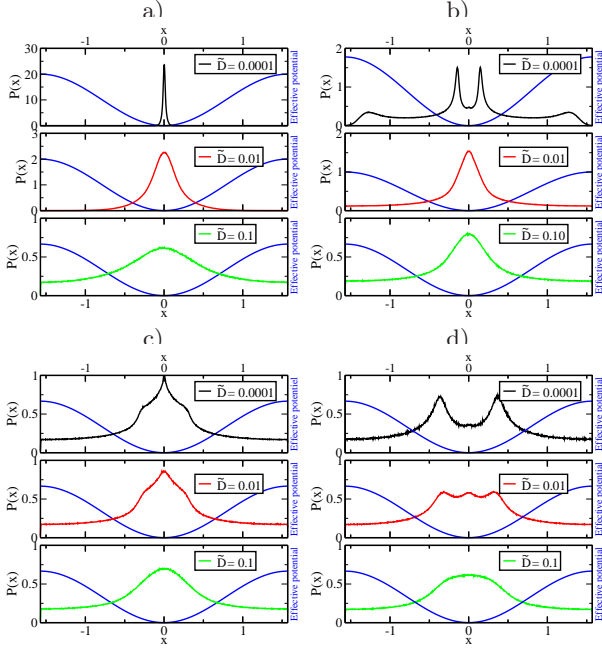 a)
x
-1 0 1
30
20
10
0
P(x)
D̃ = 0.0001
Effective potential
3
2
1
0
P(x)
D̃ = 0.01
Effective potential
1
0.5
0
P(x)
D̃ = 0.1
Effective potential
-1 0 1
x
b)
x
-1 0 1
2
1.5
1
0.5
0
P(x)
D̃ = 0.0001
Effective potential
2
1
0
P(x)
D̃ = 0.01
Effective potential
1
0.5
0
P(x)
D̃ = 0.10
Effective potential
-1 0 1
x
c)
x
-1 0 1
1
0.5
0
P(x)
D̃ = 0.0001
Effective potentiel
1
0.5
0
P(x)
D̃ = 0.01
Effective potential
1
0.5
0
P(x)
D̃ = 0.1
Effective potential
-1 0 1
x
d)
x
-1 0 1
1
0.5
0
P(x)
D̃ = 0.0001
Effective potential
1
0.5
0
P(x)
D̃ = 0.01
Effective potential
1
0.5
0
P(x)
D̃ = 0.1
Effective potential
-1 0 1
x